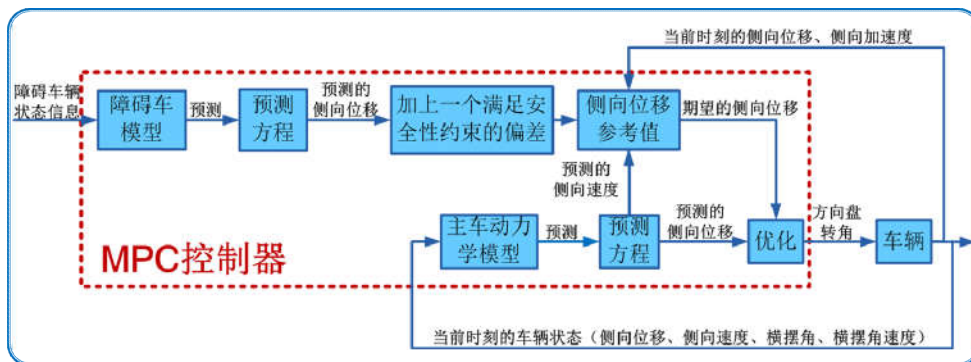 当前时刻的侧向位移、侧向加速度
障碍车辆
状态信息
障碍车
模型
预测
预测
方程
预测的
侧向位移
加上一个满足安
全性约束的偏差
侧向位移
参考值
期望的侧向位移
预测的
侧向速度
主车动力
学模型
预测
预测
方程
预测的
侧向位移
优化
方向盘
转角
车辆
MPC控制器
当前时刻的车辆状态（侧向位移、侧向速度、横摆角、横摆角速度）